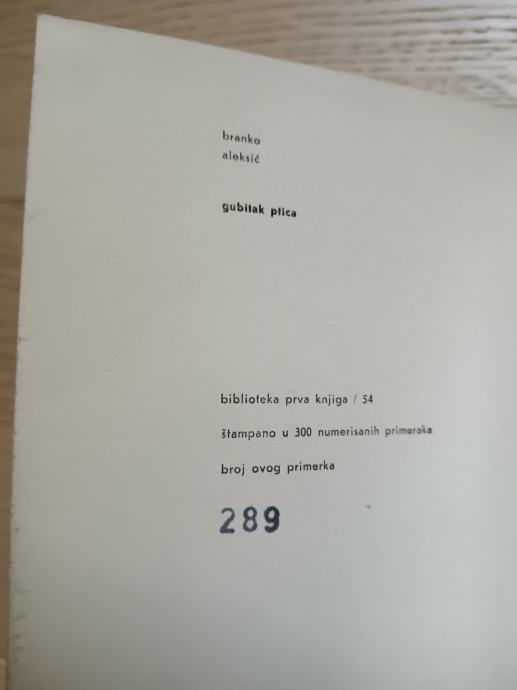 branko
aleksić
gubitak ptica
biblioteka prva knjiga / 54
štampano u 300 numerisanih primeraka
broj ovog primerka
289